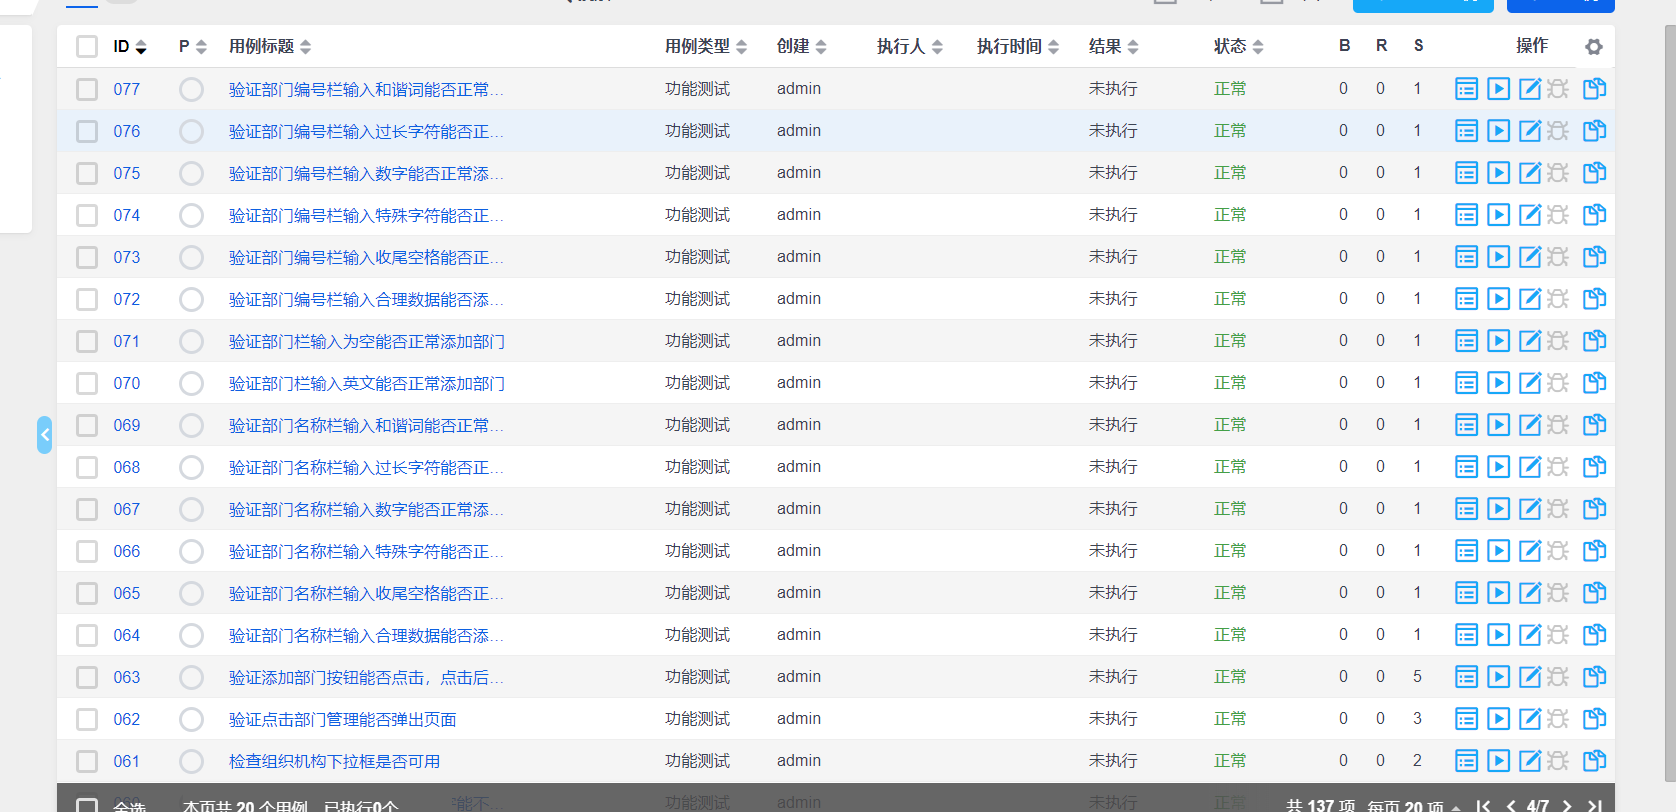 ID P 用例标题 用例类型 创建 执行人 执行时间 结果 状态 B R S 操作
077 验证部门编号栏输入和谐词能否正常... 功能测试 admin 未执行 正常 0 0 1
076 验证部门编号栏输入过长字符能否正... 功能测试 admin 未执行 正常 0 0 1
075 验证部门编号栏输入数字能否正常添... 功能测试 admin 未执行 正常 0 0 1
074 验证部门编号栏输入特殊字符能否正... 功能测试 admin 未执行 正常 0 0 1
073 验证部门编号栏输入收尾空格能否正... 功能测试 admin 未执行 正常 0 0 1
072 验证部门编号栏输入合理数据能否添... 功能测试 admin 未执行 正常 0 0 1
071 验证部门栏输入为空能否正常添加部门 功能测试 admin 未执行 正常 0 0 1
070 验证部门栏输入英文能否正常添加部门 功能测试 admin 未执行 正常 0 0 1
069 验证部门名称栏输入和谐词能否正常... 功能测试 admin 未执行 正常 0 0 1
068 验证部门名称栏输入过长字符能否正... 功能测试 admin 未执行 正常 0 0 1
067 验证部门名称栏输入数字能否正常添... 功能测试 admin 未执行 正常 0 0 1
066 验证部门名称栏输入特殊字符能否正... 功能测试 admin 未执行 正常 0 0 1
065 验证部门名称栏输入收尾空格能否正... 功能测试 admin 未执行 正常 0 0 1
064 验证部门名称栏输入合理数据能否添... 功能测试 admin 未执行 正常 0 0 1
063 验证添加部门按钮能否点击，点击后... 功能测试 admin 未执行 正常 0 0 5
062 验证点击部门管理能否弹出页面 功能测试 admin 未执行 正常 0 0 3
061 检查组织机构下拉框是否可用 功能测试 admin 未执行 正常 0 0 2
全选 本页共 20 个用例，已执行0个 共 137 项 每页 20 项 4/7